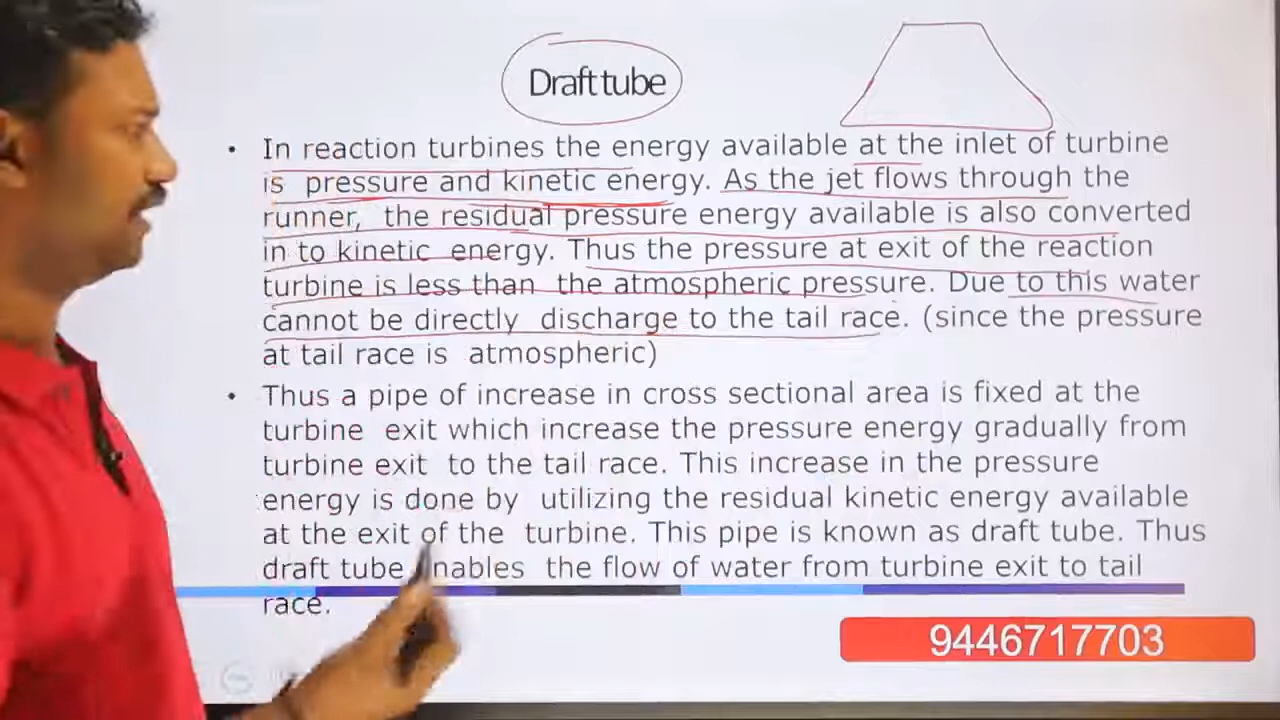 Draft tube
• In reaction turbines the energy available at the inlet of turbine
is pressure and kinetic energy. As the jet flows through the
runner, the residual pressure energy available is also converted
in to kinetic energy. Thus the pressure at exit of the reaction
turbine is less than the atmospheric pressure. Due to this water
cannot be directly discharge to the tail race. (since the pressure
at tail race is atmospheric)
• Thus a pipe of increase in cross sectional area is fixed at the
turbine exit which increase the pressure energy gradually from
turbine exit to the tail race. This increase in the pressure
energy is done by utilizing the residual kinetic energy available
at the exit of the turbine. This pipe is known as draft tube. Thus
draft tube nables the flow of water from turbine exit to tail
race.
9446717703